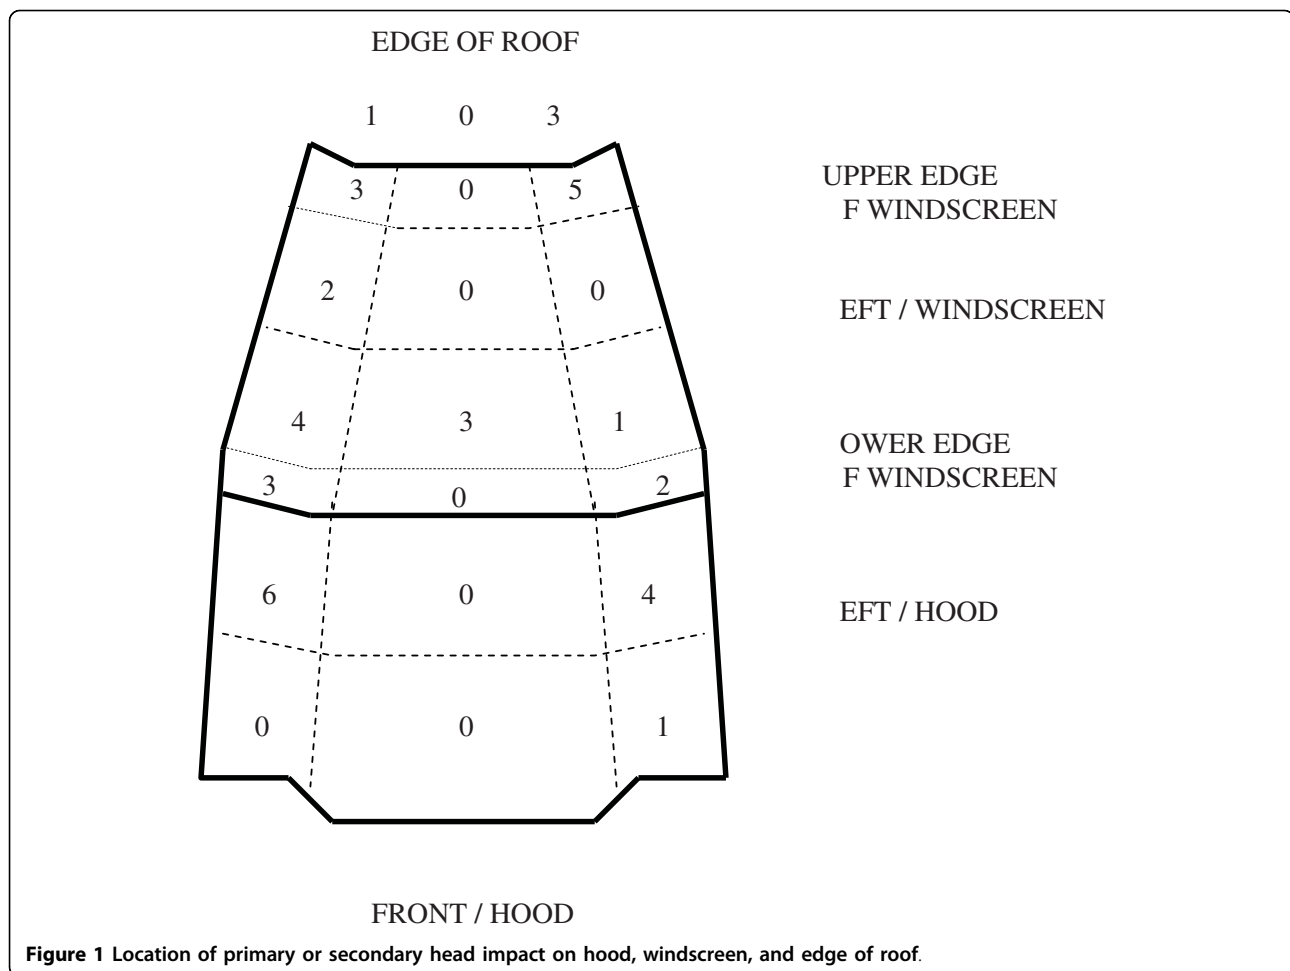 EDGE OF ROOF
1 0 3
3 0 5
UPPER EDGE
F WINDSCREEN
2 0 0
EFT / WINDSCREEN
4 3 1
OWER EDGE
F WINDSCREEN
3 0 2
6 0 4
EFT / HOOD
0 0 1
FRONT / HOOD
Figure 1 Location of primary or secondary head impact on hood, windscreen, and edge of roof.